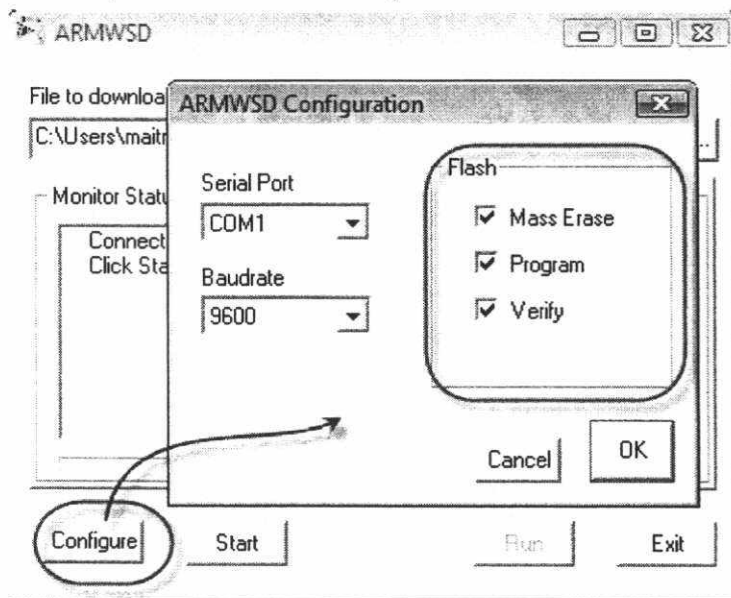 ARMWSD
File to downloa
C:\Users\maitr
..
Monitor Statu
Connect
Click Sta
ARMWSD Configuration
Serial Port
COM1
Baudrate
9600
Flash
Mass Erase
Program
Verify
Cancel
OK
Configure
Start
Run
Exit